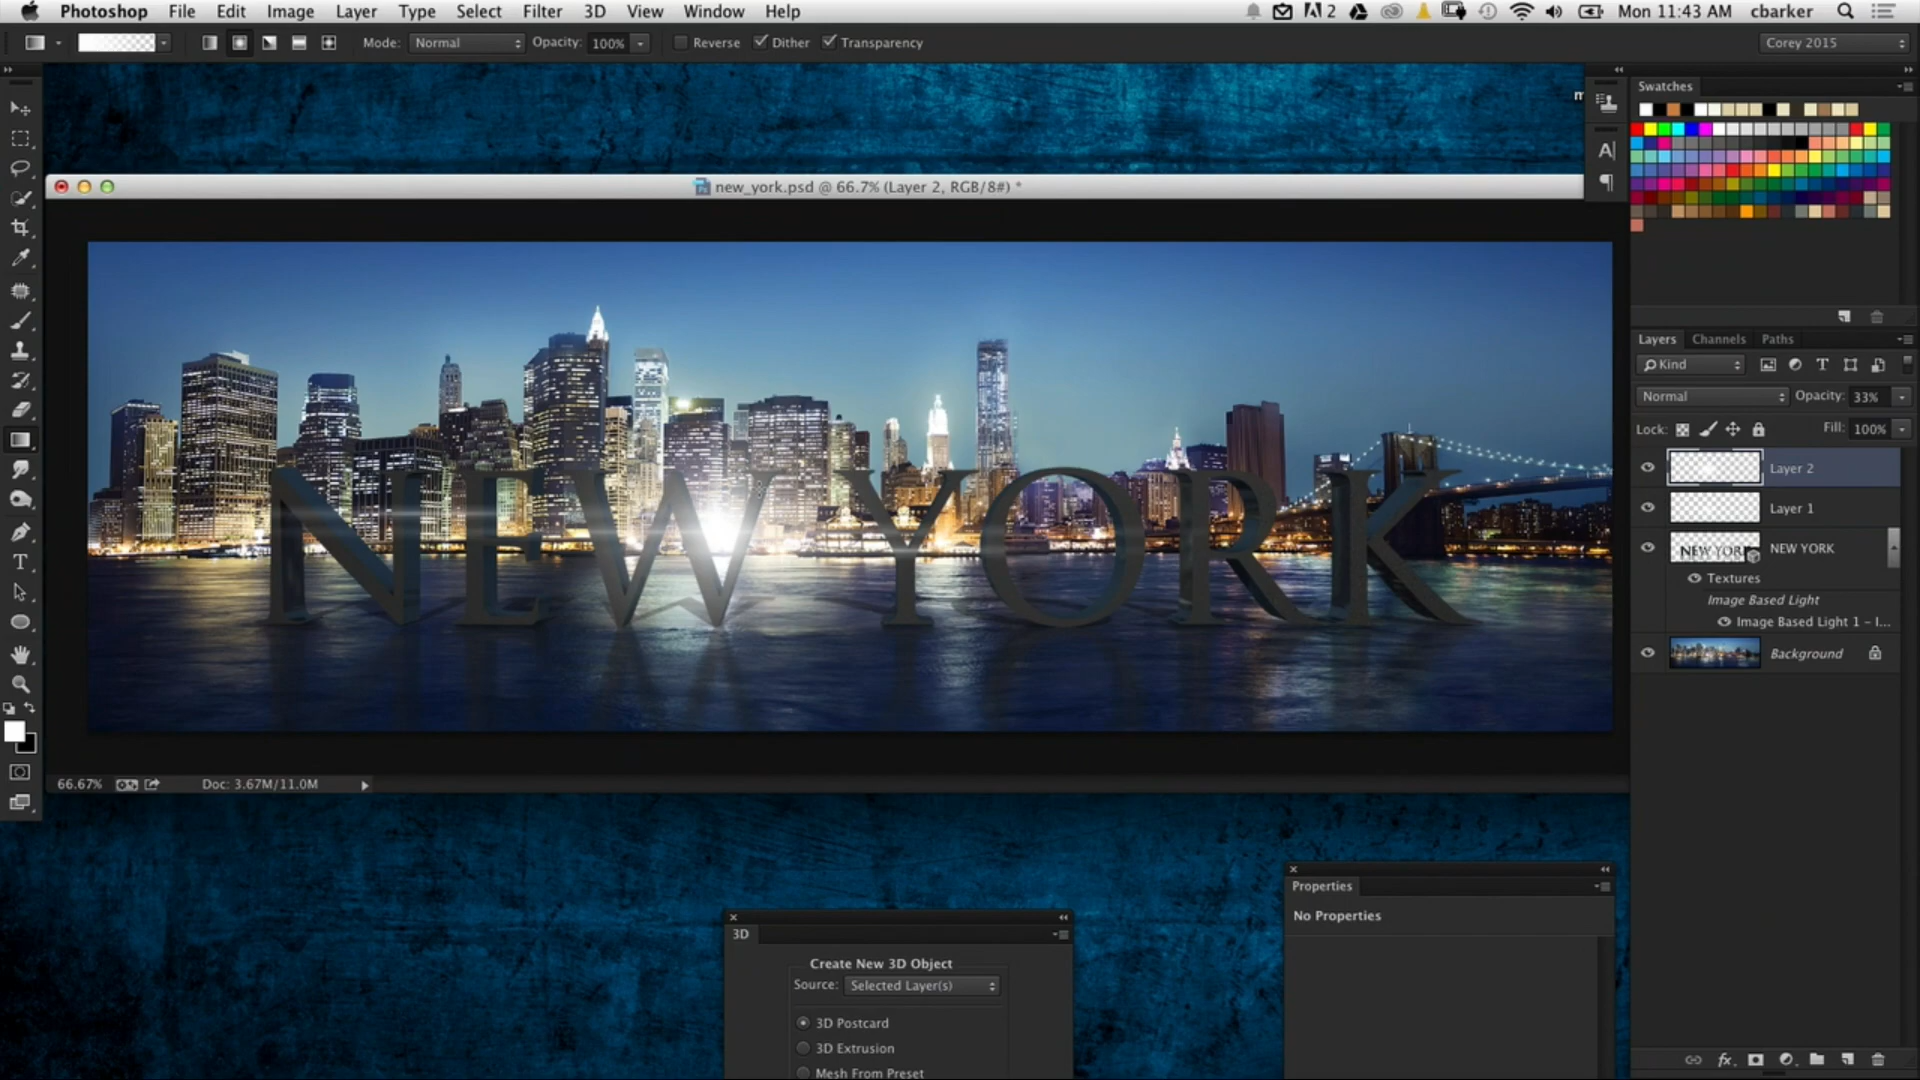 Photoshop File Edit Image Layer Type Select Filter 3D View Window Help 2 Mon 11:43 AM cbarker
Mode: Normal Opacity: 100% Reverse Dither Transparency Corey 2015
Swatches
new_york.psd @ 66.7% (Layer 2, RGB/8#) *
NEW YORK
Layers Channels Paths
Kind
Normal Opacity: 33%
Lock: Fill: 100%
Layer 2
Layer 1
NEW YORK NEW YORK
Textures
Image Based Light
Image Based Light 1 - I...
Background
66.67% Doc: 3.67M/11.0M
Properties
No Properties
3D
Create New 3D Object
Source: Selected Layer(s)
3D Postcard
3D Extrusion
Mesh From Preset